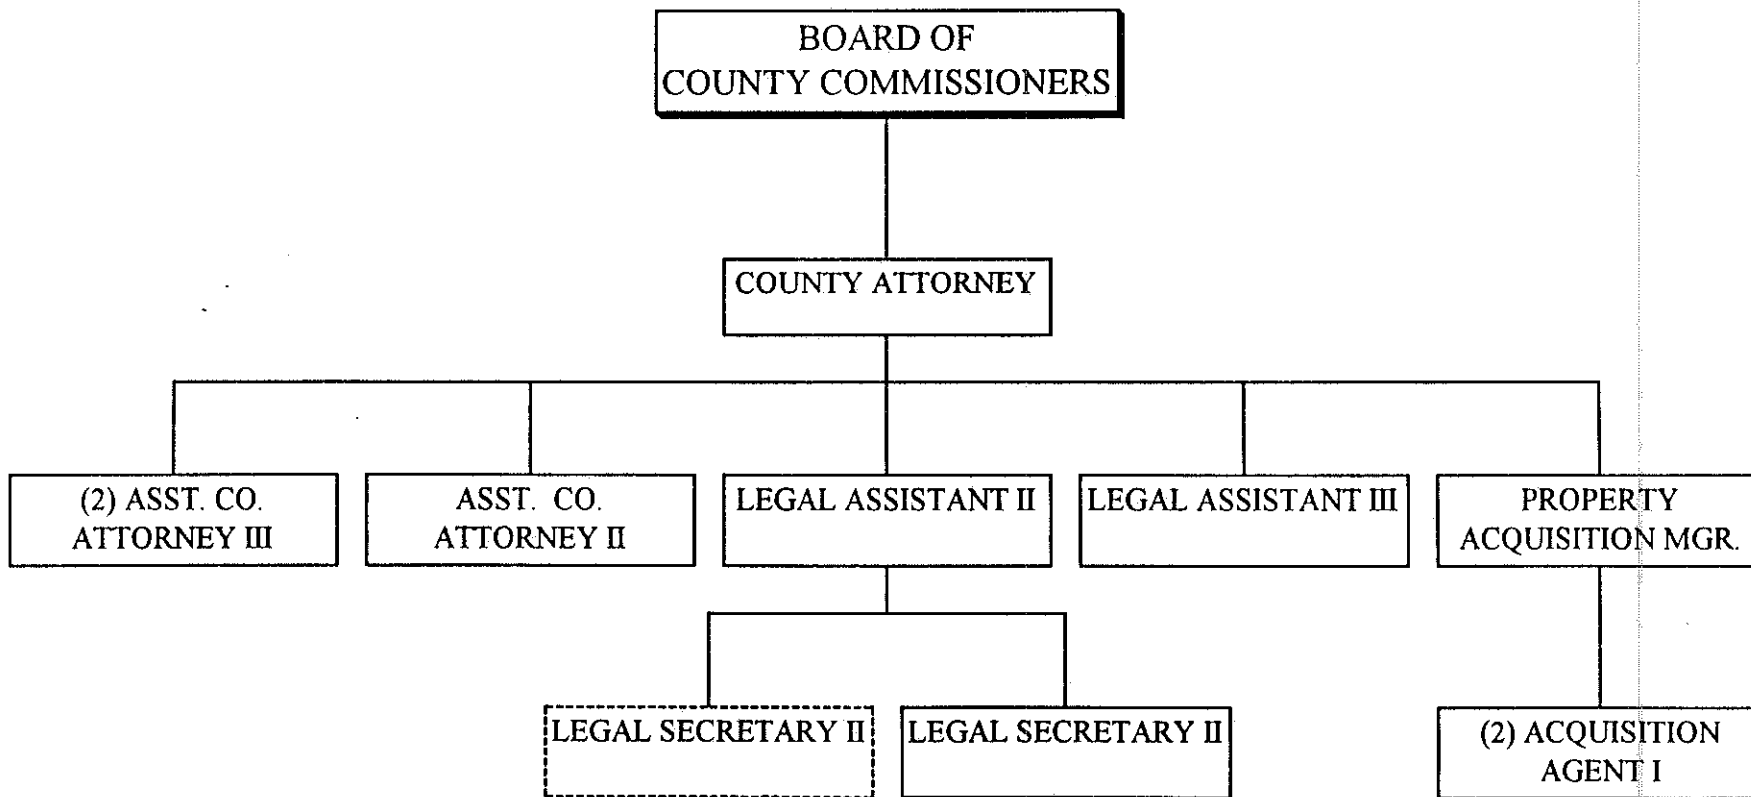 BOARD OF
COUNTY COMMISSIONERS
COUNTY ATTORNEY
(2) ASST. CO.
ATTORNEY III
ASST. CO.
ATTORNEY II
LEGAL ASSISTANT II
LEGAL ASSISTANT III
PROPERTY
ACQUISITION MGR.
LEGAL SECRETARY II
LEGAL SECRETARY II
(2) ACQUISITION
AGENT I